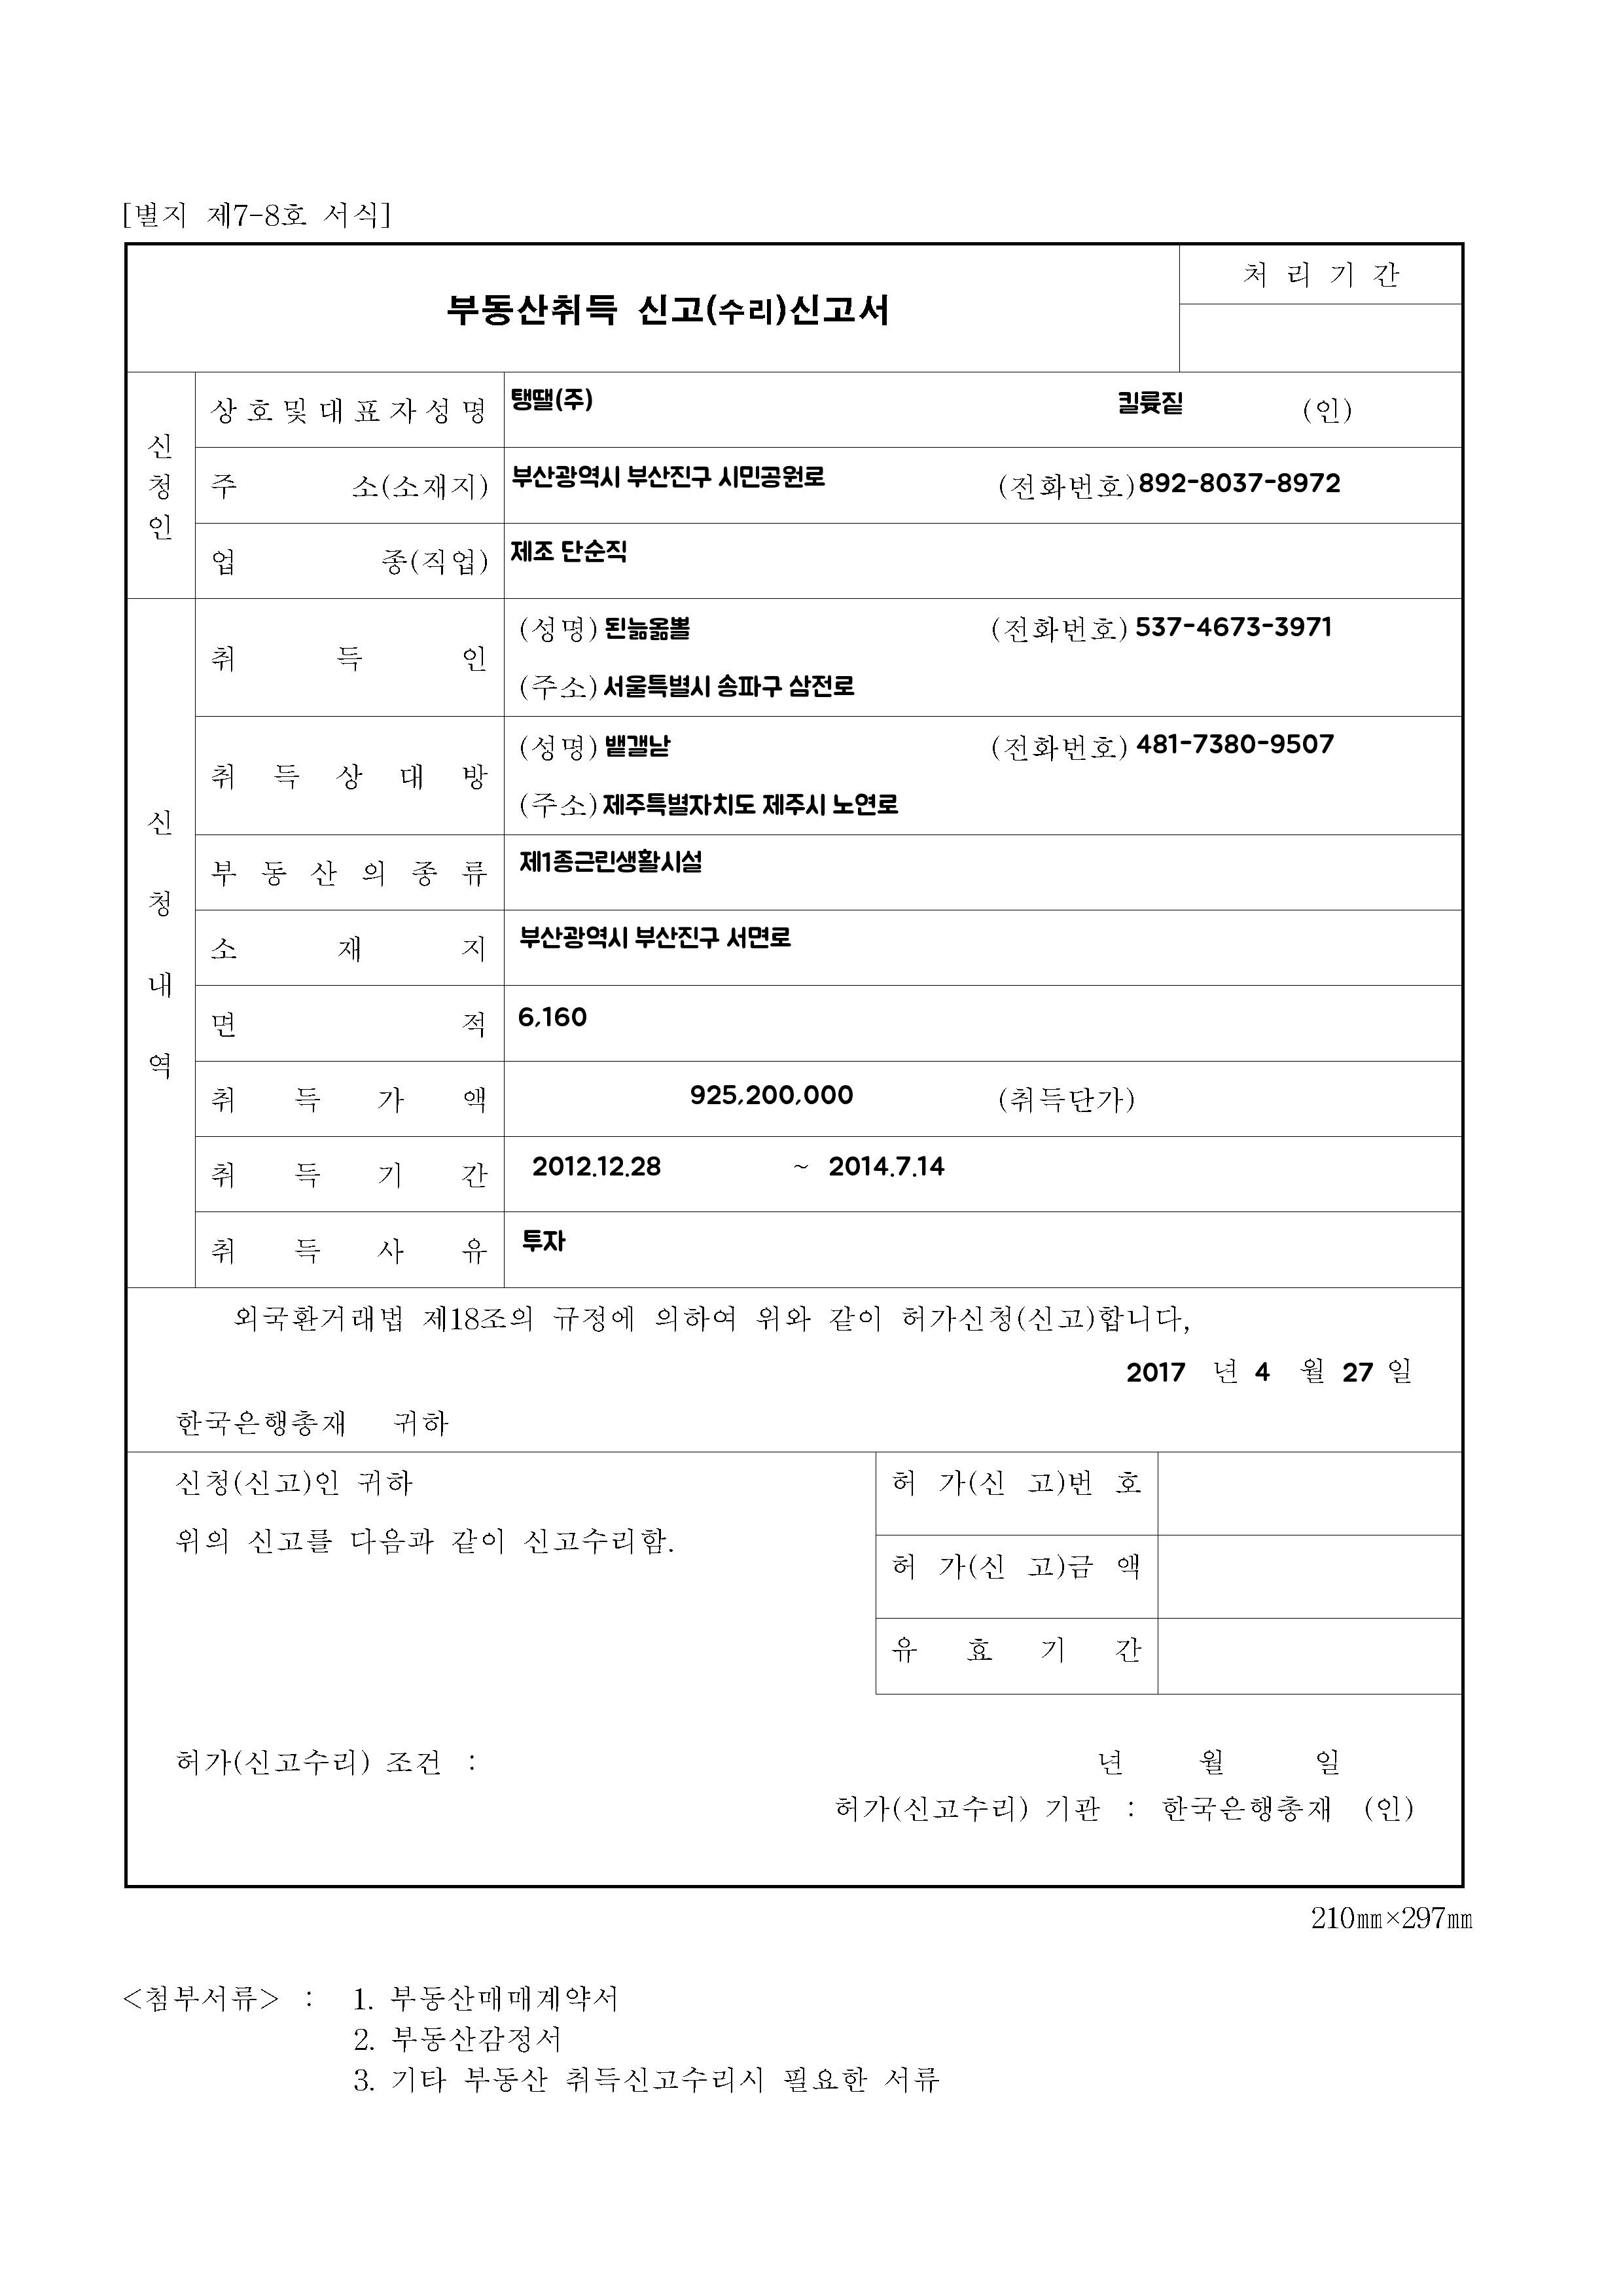 [별지 제7-8호 서식]
부동산취득 신고(수리)신고서
처 리 기 간
신청인
상호및대표자성명 탱땔(주) 킬륮짙 (인)
주 소(소재지) 부산광역시 부산진구 시민공원로 (전화번호) 892-8037-8972
업 종(직업) 제조 단순직
신청내역
취 득 인 (성명) 된늚옮뽈 (전화번호) 537-4673-3971
(주소) 서울특별시 송파구 삼전로
취 득 상 대 방 (성명) 뱉갤낟 (전화번호) 481-7380-9507
(주소) 제주특별자치도 제주시 노연로
부 동 산 의 종 류 제1종근린생활시설
소 재 지 부산광역시 부산진구 서면로
면 적 6,160
취 득 가 액 925,200,000 (취득단가)
취 득 기 간 2012.12.28 ~ 2014.7.14
취 득 사 유 투자
외국환거래법 제18조의 규정에 의하여 위와 같이 허가신청(신고)합니다,
2017 년 4 월 27 일
한국은행총재 귀하
신청(신고)인 귀하
위의 신고를 다음과 같이 신고수리함.
허 가(신 고)번 호
허 가(신 고)금 액
유 효 기 간
허가(신고수리) 조건 :
년 월 일
허가(신고수리) 기관 : 한국은행총재 (인)
210㎜×297㎜
<첨부서류> : 1. 부동산매매계약서
2. 부동산감정서
3. 기타 부동산 취득신고수리시 필요한 서류